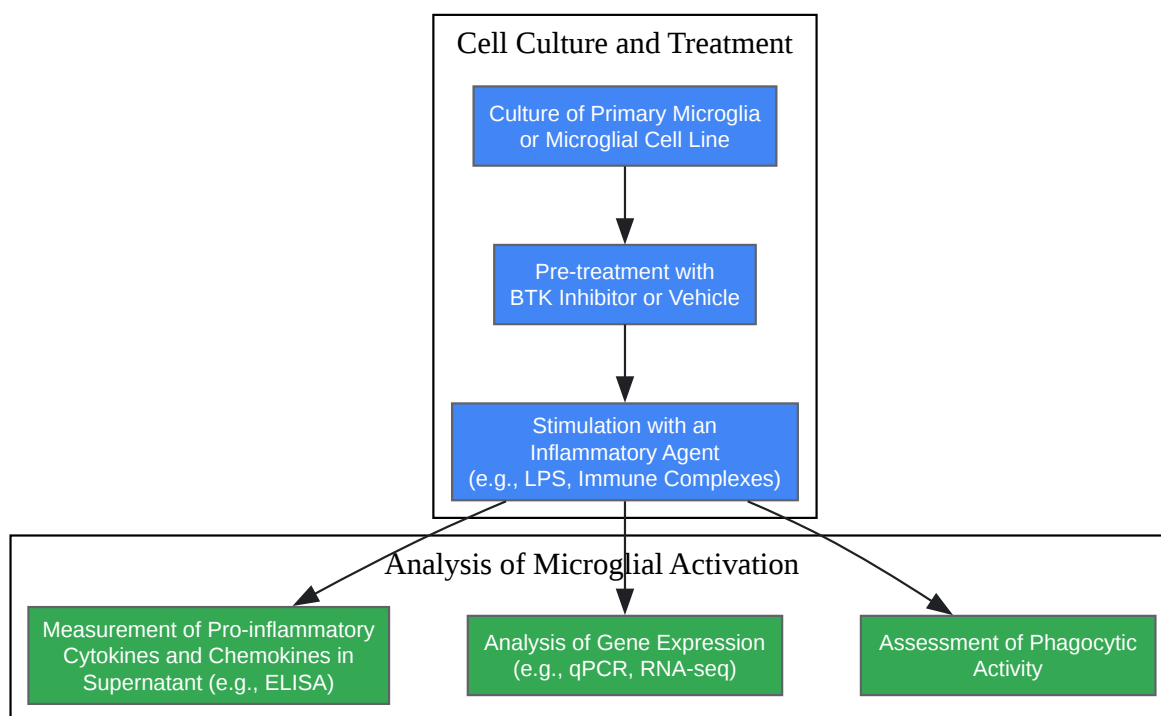 Cell Culture and Treatment
Culture of Primary Microglia
or Microglial Cell Line
Pre-treatment with
BTK Inhibitor or Vehicle
Stimulation with an
Inflammatory Agent
(e.g., LPS, Immune Complexes)
Analysis of Microglial Activation
Measurement of Pro-inflammatory
Cytokines and Chemokines in
Supernatant (e.g., ELISA)
Analysis of Gene Expression
(e.g., qPCR, RNA-seq)
Assessment of Phagocytic
Activity